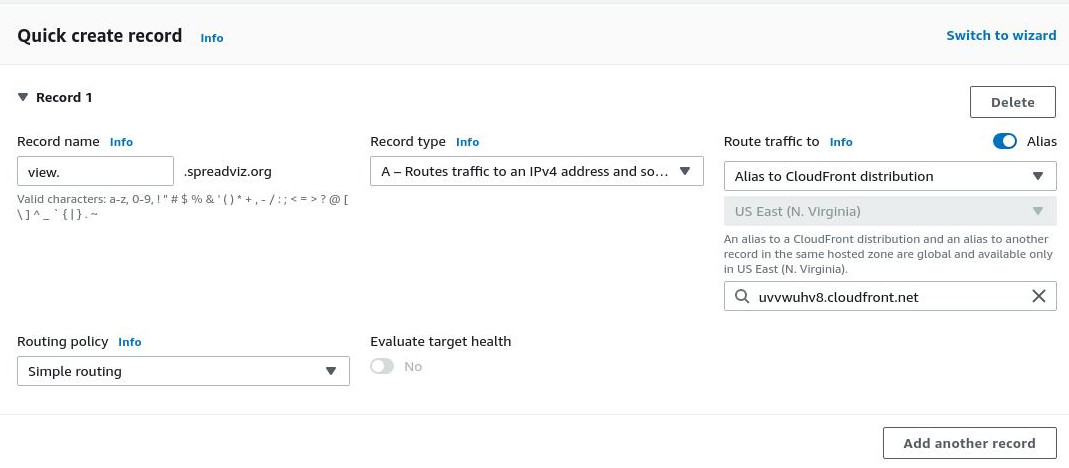 Quick create record Info Switch to wizard
Record 1
Delete
Record name Info
view. .spreadviz.org
Valid characters: a-z, 0-9, ! " # $ % & ' ( ) * + , - / : ; < = > ? @ [
\ ] ^ _ ` { | } . ~
Record type Info
A – Routes traffic to an IPv4 address and so...
Route traffic to Info Alias
Alias to CloudFront distribution
US East (N. Virginia)
An alias to a CloudFront distribution and an alias to another
record in the same hosted zone are global and available only
in US East (N. Virginia).
uvvwuhv8.cloudfront.net
Routing policy Info
Simple routing
Evaluate target health
No
Add another record